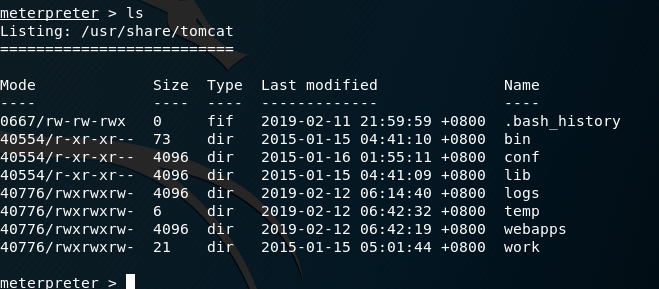 meterpreter > ls
Listing: /usr/share/tomcat
==========================
Mode Size Type Last modified Name
---- ---- ---- ------------- ----
0667/rw-rw-rwx 0 fif 2019-02-11 21:59:59 +0800 .bash_history
40554/r-xr-xr-- 73 dir 2015-01-15 04:41:10 +0800 bin
40554/r-xr-xr-- 4096 dir 2015-01-16 01:55:11 +0800 conf
40554/r-xr-xr-- 4096 dir 2015-01-15 04:41:09 +0800 lib
40776/rwxrwxrw- 4096 dir 2019-02-12 06:14:40 +0800 logs
40776/rwxrwxrw- 6 dir 2019-02-12 06:42:32 +0800 temp
40776/rwxrwxrw- 4096 dir 2019-02-12 06:42:19 +0800 webapps
40776/rwxrwxrw- 21 dir 2015-01-15 05:01:44 +0800 work
meterpreter >